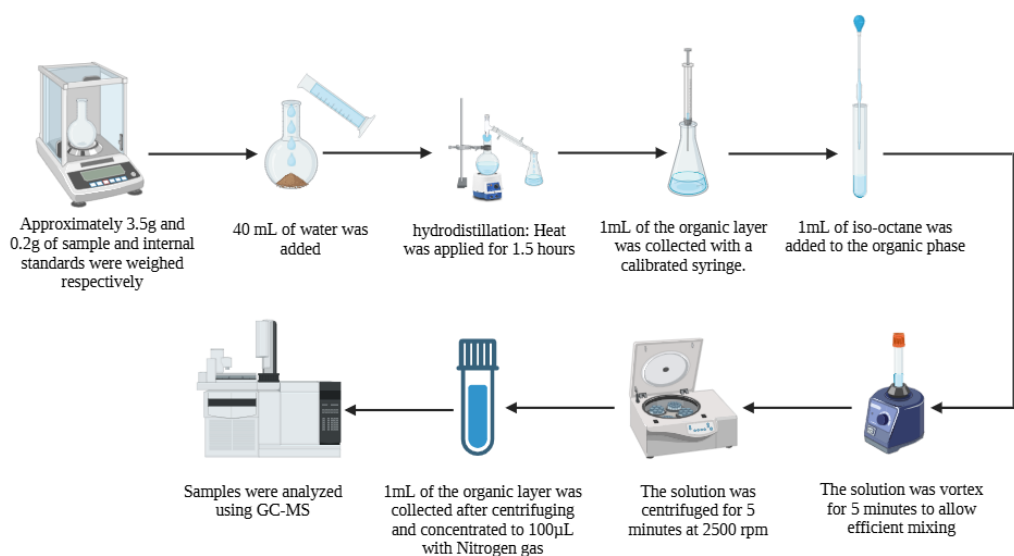 Approximately 3.5g and
0.2g of sample and internal
standards were weighed
respectively
40 mL of water was
added
hydrodistillation: Heat
was applied for 1.5 hours
1mL of the organic layer
was collected with a
calibrated syringe.
1mL of iso-octane was
added to the organic phase
The solution was vortex
for 5 minutes to allow
efficient mixing
The solution was
centrifuged for 5
minutes at 2500 rpm
1mL of the organic layer was
collected after centrifuging
and concentrated to 100µL
with Nitrogen gas
Samples were analyzed
using GC-MS